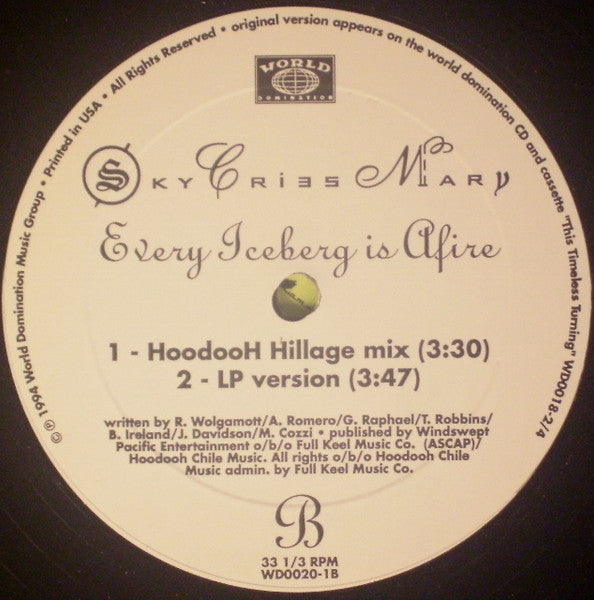 ℗ © 1994 World Domination Music Group • Printed in USA • All Rights Reserved • original version appears on the world domination CD and cassette "This Timeless Turning" WD0018-2/4
WORLD
DOMINATION
Sky Cries Mary
Every Iceberg is Afire
1 - HoodooH Hillage mix (3:30)
2 - LP version (3:47)
written by R. Wolgamott/A. Romero/G. Raphael/T. Robbins/
B. Ireland/J. Davidson/M. Cozzi • published by Windswept
Pacific Entertainment o/b/o Full Keel Music Co. (ASCAP)/
Hoodooh Chile Music. All rights o/b/o Hoodooh Chile
Music admin. by Full Keel Music Co.
B
33 1/3 RPM
WD0020-1B